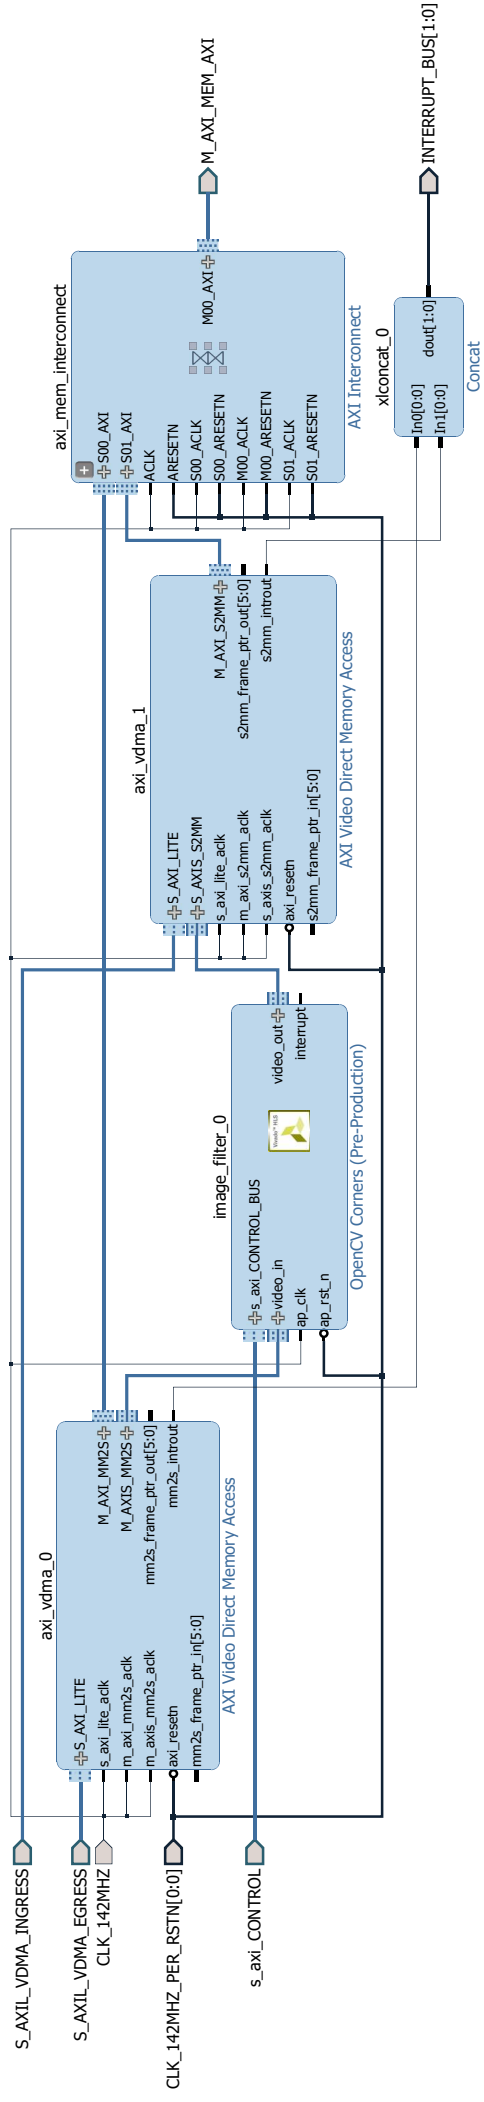 S_AXIL_VDMA_INGRESS
S_AXIL_VDMA_EGRESS
CLK_142MHZ
CLK_142MHZ_PER_RSTN[0:0]
s_axi_CONTROL
axi_vdma_0
S_AXI_LITE
s_axi_lite_aclk
m_axi_mm2s_aclk
m_axis_mm2s_aclk
axi_resetn
mm2s_frame_ptr_in[5:0]
M_AXI_MM2S
M_AXIS_MM2S
mm2s_frame_ptr_out[5:0]
mm2s_introut
AXI Video Direct Memory Access
image_filter_0
s_axi_CONTROL_BUS
video_in
ap_clk
ap_rst_n
Vivado™ HLS
video_out
interrupt
OpenCV Corners (Pre-Production)
axi_vdma_1
S_AXI_LITE
S_AXIS_S2MM
s_axi_lite_aclk
m_axi_s2mm_aclk
s_axis_s2mm_aclk
axi_resetn
s2mm_frame_ptr_in[5:0]
M_AXI_S2MM
s2mm_frame_ptr_out[5:0]
s2mm_introut
AXI Video Direct Memory Access
axi_mem_interconnect
S00_AXI
S01_AXI
ACLK
ARESETN
S00_ACLK
S00_ARESETN
M00_ACLK
M00_ARESETN
S01_ACLK
S01_ARESETN
M00_AXI
AXI Interconnect
xlconcat_0
In0[0:0]
In1[0:0]
dout[1:0]
Concat
M_AXI_MEM_AXI
INTERRUPT_BUS[1:0]